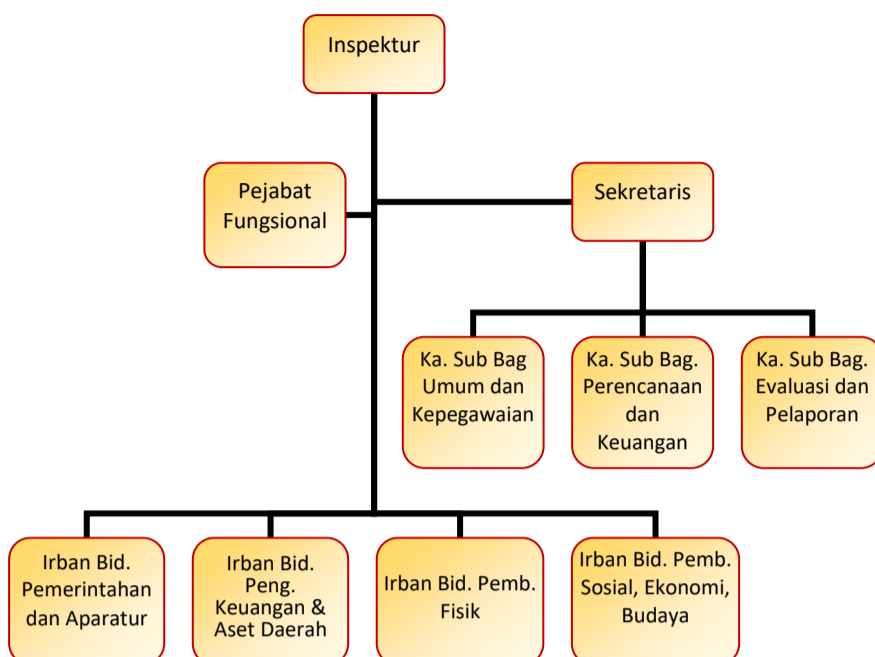 Inspektur
Pejabat
Fungsional
Sekretaris
Ka. Sub Bag
Umum dan
Kepegawaian
Ka. Sub Bag.
Perencanaan
dan
Keuangan
Ka. Sub Bag.
Evaluasi dan
Pelaporan
Irban Bid.
Pemerintahan
dan Aparatur
Irban Bid.
Peng.
Keuangan &
Aset Daerah
Irban Bid. Pemb.
Fisik
Irban Bid. Pemb.
Sosial, Ekonomi,
Budaya